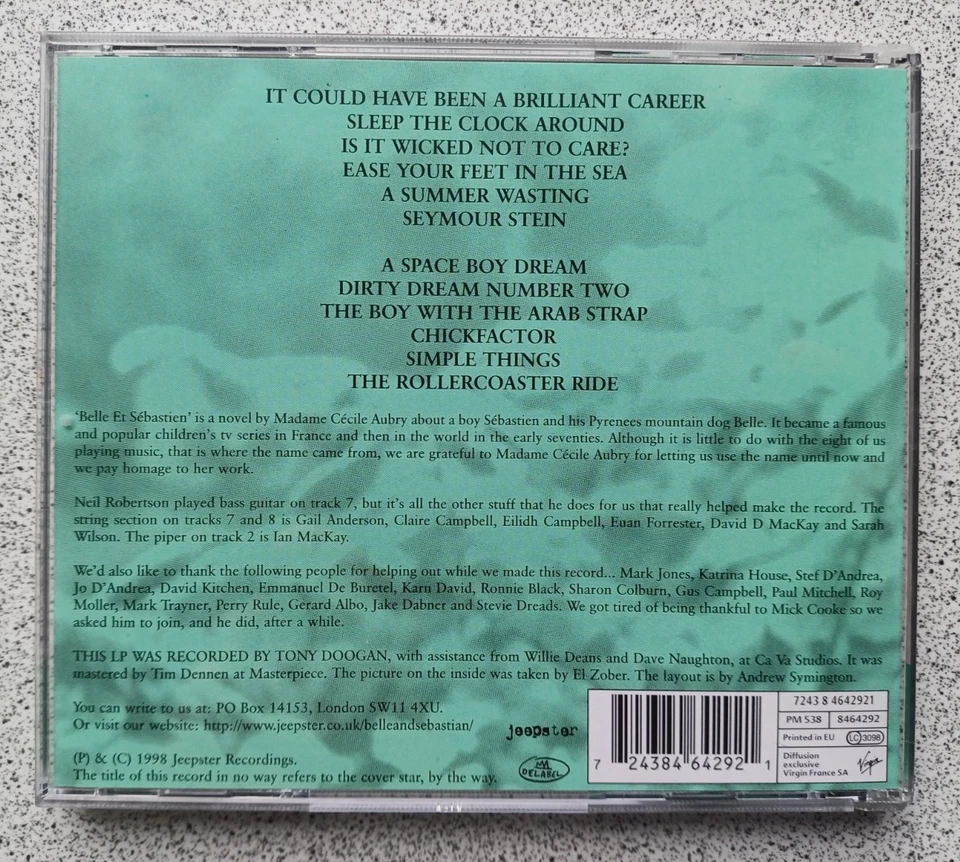 IT COULD HAVE BEEN A BRILLIANT CAREER
SLEEP THE CLOCK AROUND
IS IT WICKED NOT TO CARE?
EASE YOUR FEET IN THE SEA
A SUMMER WASTING
SEYMOUR STEIN
A SPACE BOY DREAM
DIRTY DREAM NUMBER TWO
THE BOY WITH THE ARAB STRAP
CHICKFACTOR
SIMPLE THINGS
THE ROLLERCOASTER RIDE
‘Belle Et Sébastien’ is a novel by Madame Cécile Aubry about a boy Sébastien and his Pyrenees mountain dog Belle. It became a famous
and popular children’s tv series in France and then in the world in the early seventies. Although it is little to do with the eight of us
playing music, that is where the name came from, we are grateful to Madame Cécile Aubry for letting us use the name until now and
we pay homage to her work.
Neil Robertson played bass guitar on track 7, but it’s all the other stuff that he does for us that really helped make the record. The
string section on tracks 7 and 8 is Gail Anderson, Claire Campbell, Eilidh Campbell, Euan Forrester, David D MacKay and Sarah
Wilson. The piper on track 2 is Ian MacKay.
We’d also like to thank the following people for helping out while we made this record... Mark Jones, Katrina House, Stef D’Andrea,
Jo D’Andrea, David Kitchen, Emmanuel De Buretel, Karn David, Ronnie Black, Sharon Colburn, Gus Campbell, Paul Mitchell, Roy
Moller, Mark Trayner, Perry Rule, Gerard Albo, Jake Dabner and Stevie Dreads. We got tired of being thankful to Mick Cooke so we
asked him to join, and he did, after a while.
THIS LP WAS RECORDED BY TONY DOOGAN, with assistance from Willie Deans and Dave Naughton, at Ca Va Studios. It was
mastered by Tim Dennen at Masterpiece. The picture on the inside was taken by El Zober. The layout is by Andrew Symington.
You can write to us at: PO Box 14153, London SW11 4XU.
Or visit our website: http://www.jeepster.co.uk/belleandsebastian/
(P) & (C) 1998 Jeepster Recordings.
The title of this record in no way refers to the cover star, by the way.
jeepster
DELABEL
7 24384 64292 1
7243 8 4642921
PM 538 8464292
Printed in EU LC 3098
Diffusion
exclusive
Virgin France SA
Virgin